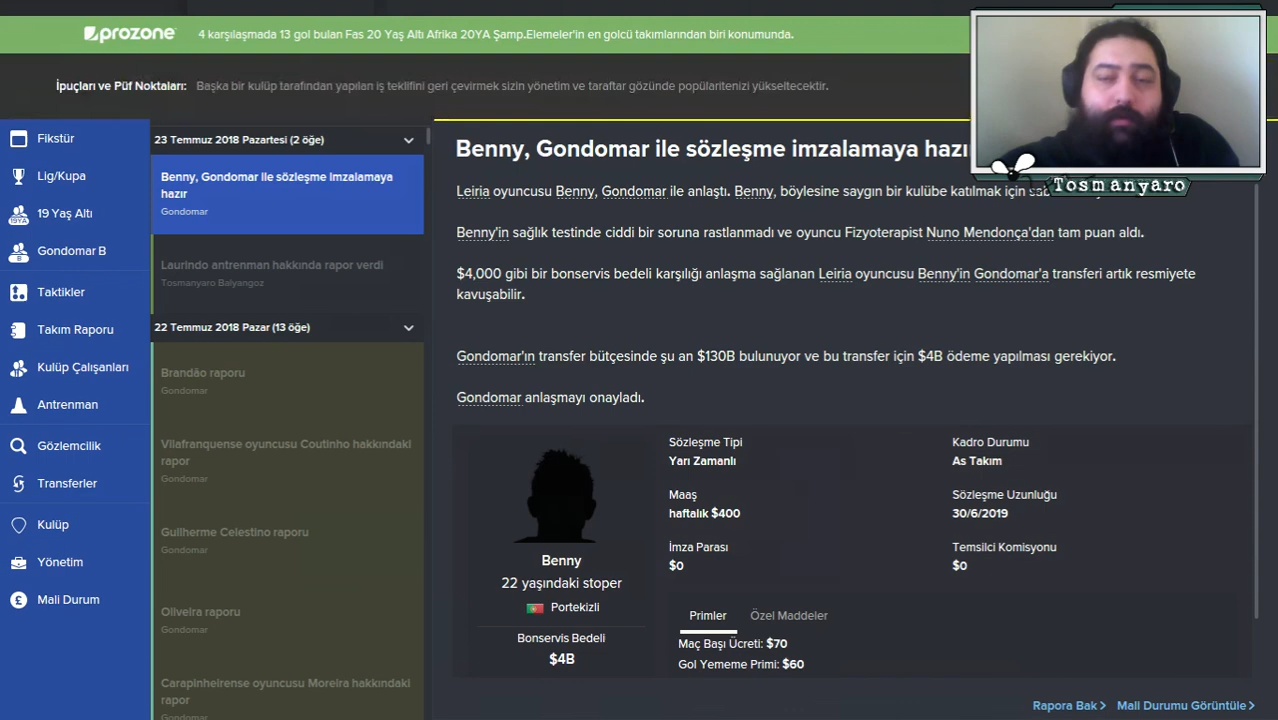 prozone
4 karşılaşmada 13 gol bulan Fas 20 Yaş Altı Afrika 20YA Şamp.Elemeler'in en golcü takımlarından biri konumunda.
İpuçları ve Püf Noktaları: Başka bir kulüp tarafından yapılan iş teklifini geri çevirmek sizin yönetim ve taraftar gözünde popülaritenizi yükseltecektir.
Tosmanyaro
Fikstür
Lig/Kupa
19 Yaş Altı
Gondomar B
Taktikler
Takım Raporu
Kulüp Çalışanları
Antrenman
Gözlemcilik
Transferler
Kulüp
Yönetim
Mali Durum
23 Temmuz 2018 Pazartesi (2 öğe)
Benny, Gondomar ile sözleşme imzalamaya
hazır
Gondomar
Laurindo antrenman hakkında rapor verdi
Tosmanyaro Balyangoz
22 Temmuz 2018 Pazar (13 öğe)
Brandão raporu
Gondomar
Vilafranquense oyuncusu Coutinho hakkındaki
rapor
Gondomar
Guilherme Celestino raporu
Gondomar
Oliveira raporu
Gondomar
Carapinheirense oyuncusu Moreira hakkındaki
rapor
Gondomar
Benny, Gondomar ile sözleşme imzalamaya hazı
Leiria oyuncusu Benny, Gondomar ile anlaştı. Benny, böylesine saygın bir kulübe katılmak için
Benny'in sağlık testinde ciddi bir soruna rastlanmadı ve oyuncu Fizyoterapist Nuno Mendonça'dan tam puan aldı.
$4,000 gibi bir bonservis bedeli karşılığı anlaşma sağlanan Leiria oyuncusu Benny'in Gondomar'a transferi artık resmiyete
kavuşabilir.
Gondomar'ın transfer bütçesinde şu an $130B bulunuyor ve bu transfer için $4B ödeme yapılması gerekiyor.
Gondomar anlaşmayı onayladı.
Benny
22 yaşındaki stoper
Portekizli
Bonservis Bedeli
$4B
Sözleşme Tipi
Yarı Zamanlı
Kadro Durumu
As Takım
Maaş
haftalık $400
Sözleşme Uzunluğu
30/6/2019
İmza Parası
$0
Temsilci Komisyonu
$0
Primler Özel Maddeler
Maç Başı Ücreti: $70
Gol Yememe Primi: $60
Rapora Bak Mali Durumu Görüntüle